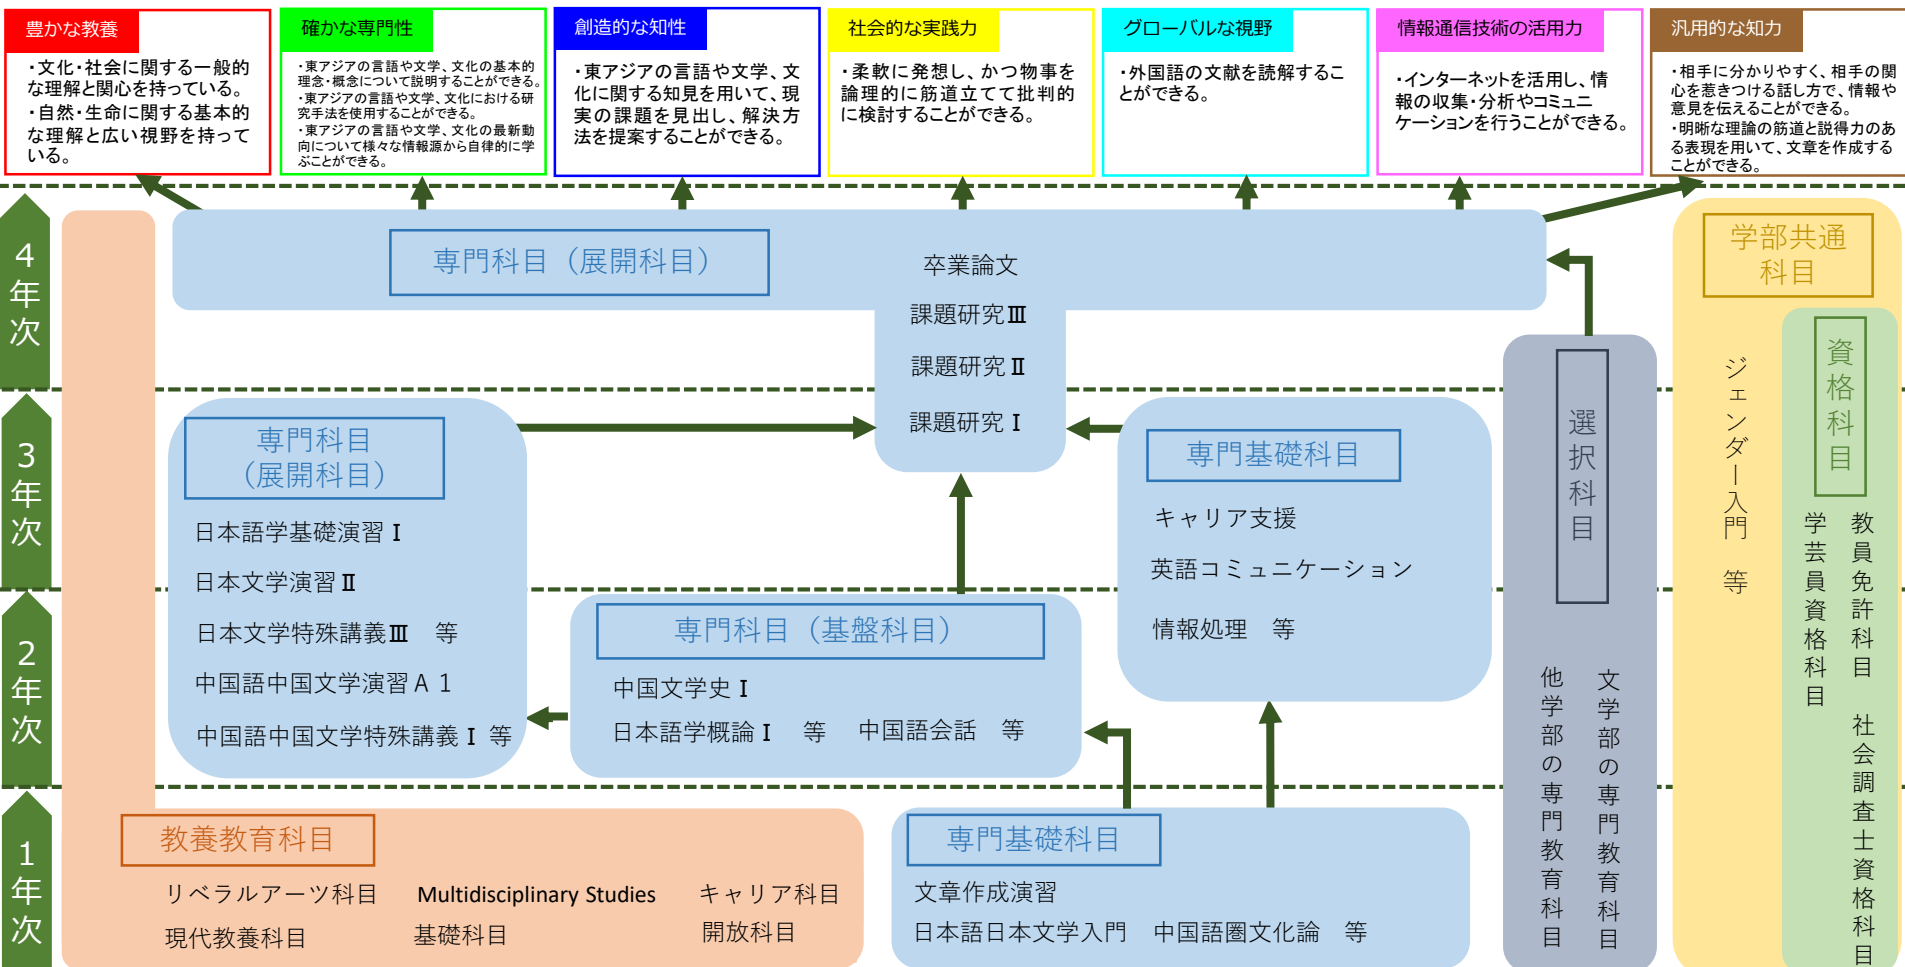 豊かな教養
・文化・社会に関する一般的
な理解と関心を持っている。
・自然・生命に関する基本的
な理解と広い視野を持って
いる。
確かな専門性
・東アジアの言語や文学、文化の基本的
理念・概念について説明することができる。
・東アジアの言語や文学、文化における研
究手法を使用することができる。
・東アジアの言語や文学、文化の最新動
向について様々な情報源から自律的に学
ぶことができる。
創造的な知性
・東アジアの言語や文学、文
化に関する知見を用いて、現
実の課題を見出し、解決方
法を提案することができる。
社会的な実践力
・柔軟に発想し、かつ物事を
論理的に筋道立てて批判的
に検討することができる。
グローバルな視野
・外国語の文献を読解するこ
とができる。
情報通信技術の活用力
・インターネットを活用し、情
報の収集・分析やコミュニ
ケーションを行うことができる。
汎用的な知力
・相手に分かりやすく、相手の関
心を惹きつける話し方で、情報や
意見を伝えることができる。
・明晰な理論の筋道と説得力のあ
る表現を用いて、文章を作成する
ことができる。
4年次
専門科目（展開科目）
卒業論文
課題研究Ⅲ
課題研究Ⅱ
課題研究Ⅰ
3年次
専門科目
（展開科目）
日本語学基礎演習Ⅰ
日本文学演習Ⅱ
日本文学特殊講義Ⅲ　等
中国語中国文学演習A 1
中国語中国文学特殊講義Ⅰ 等
専門基礎科目
キャリア支援
英語コミュニケーション
情報処理　等
2年次
専門科目（基盤科目）
中国文学史Ⅰ
日本語学概論Ⅰ　等　中国語会話　等
1年次
教養教育科目
リベラルアーツ科目　Multidisciplinary Studies　キャリア科目
現代教養科目　基礎科目　開放科目
専門基礎科目
文章作成演習
日本語日本文学入門　中国語圏文化論　等
選択科目
文学部の専門教育科目
他学部の専門教育科目
学部共通
科目
ジェンダー入門　等
資格科目
教員免許科目　社会調査士資格科目
学芸員資格科目